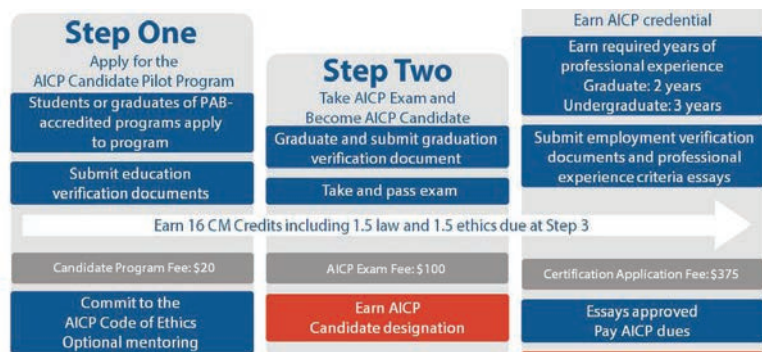 Step One
Apply for the
AICP Candidate Pilot Program
Students or graduates of PAB-
accredited programs apply
to program
Submit education
verification documents
Step Two
Take AICP Exam and
Become AICP Candidate
Graduate and submit graduation
verification document
Take and pass exam
Earn AICP credential
Earn required years of
professional experience
Graduate: 2 years
Undergraduate: 3 years
Submit employment verification
documents and professional
experience criteria essays
Earn 16 CM Credits including 1.5 law and 1.5 ethics due at Step 3
Candidate Program Fee: $20
AICP Exam Fee: $100
Certification Application Fee: $375
Commit to the
AICP Code of Ethics
Optional mentoring
Earn AICP
Candidate designation
Essays approved
Pay AICP dues